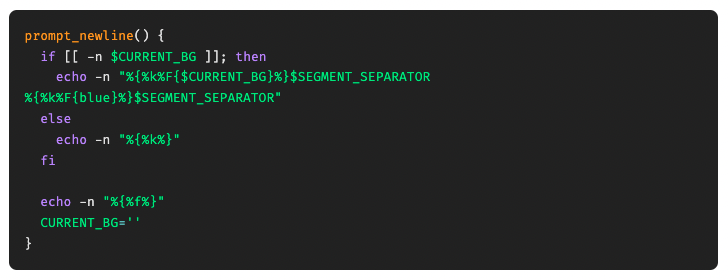 prompt_newline() {
  if [[ -n $CURRENT_BG ]]; then
    echo -n "%{%k%F{$CURRENT_BG}%}$SEGMENT_SEPARATOR
%{%k%F{blue}%}$SEGMENT_SEPARATOR"
  else
    echo -n "%{%k%}"
  fi

  echo -n "%{%f%}"
  CURRENT_BG=''
}